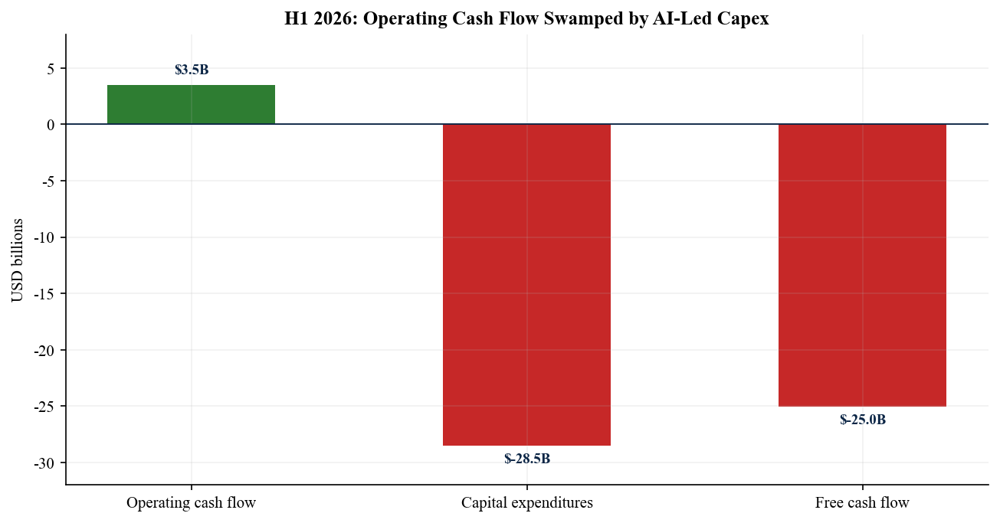 H1 2026: Operating Cash Flow Swamped by AI-Led Capex
USD billions
5
0
-5
-10
-15
-20
-25
-30
$3.5B
$-28.5B
$-25.0B
Operating cash flow
Capital expenditures
Free cash flow